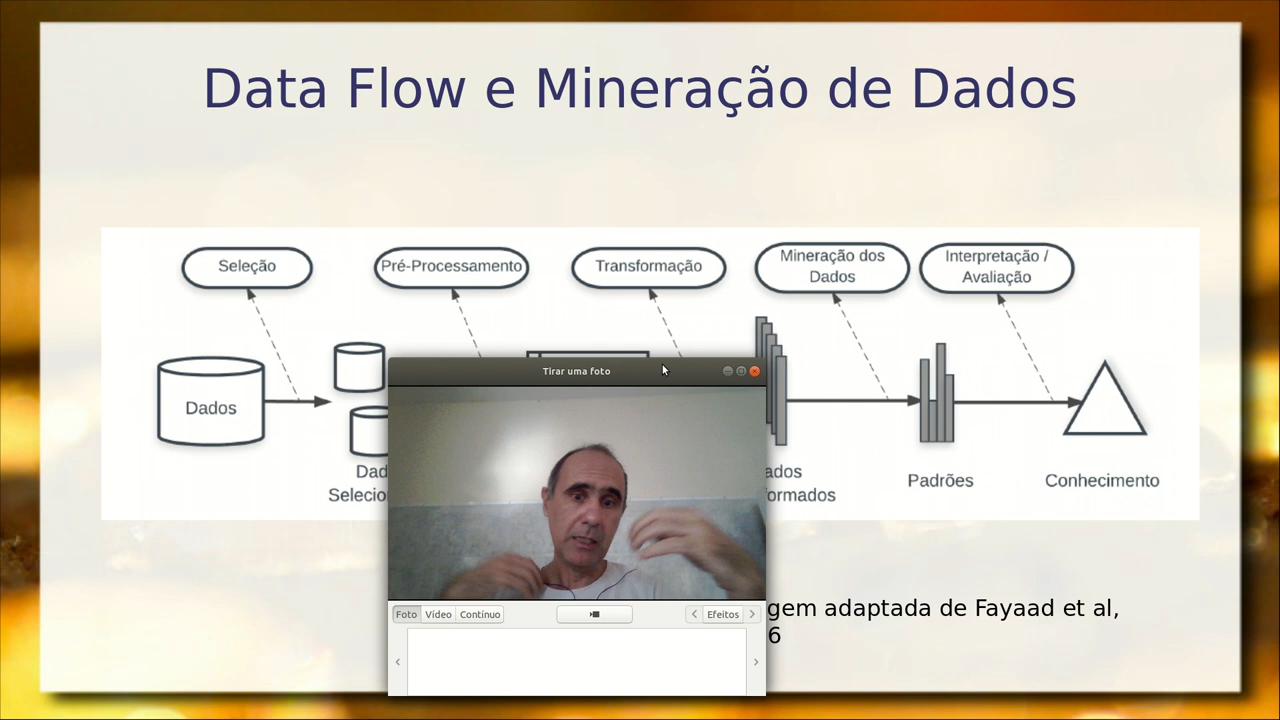 Data Flow e Mineração de Dados
Seleção
Pré-Processamento
Transformação
Mineração dos
Dados
Interpretação /
Avaliação
Dados
Padrões
Conhecimento
Tirar uma foto
Foto
Vídeo
Contínuo
Efeitos
adaptada de Fayaad et al,